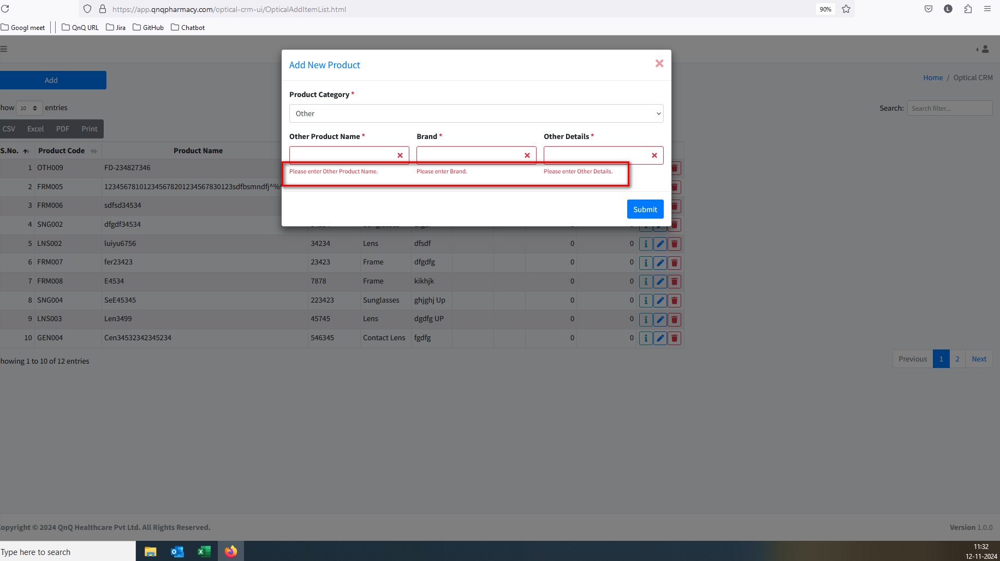 https://app.qnqpharmacy.com/optical-crm-ui/OpticalAddItemList.html
90%
L
Googl meet
QnQ URL
Jira
GitHub
Chatbot
Add New Product
Add
Home / Optical CRM
Product Category *
how 10 entries
Search: Search filter...
Other
CSV Excel PDF Print
Other Product Name * Brand * Other Details *
S.No. Product Code Product Name
Please enter Other Product Name. Please enter Brand. Please enter Other Details.
1 OTH009 FD-234827346
2 FRM005
3 FRM006 sdfsd34534
Submit
4 SNG002 dfgdf34534
5 LNS002 luiyu6756 34234 Lens dfsdf 0 0
6 FRM007 fer23423 23423 Frame dfgdfg 0 0
7 FRM008 E4534 7878 Frame kikhjk 0 0
8 SNG004 SeE45345 223423 Sunglasses ghjghj Up 0 0
9 LNS003 Len3499 45745 Lens dgdfg UP 0 0
10 GEN004 Cen34532342345234 546345 Contact Lens fgdfg 0 0
howing 1 to 10 of 12 entries
Previous 1 2 Next
opyright © 2024 QnQ Healthcare Pvt Ltd. All Rights Reserved.
Version 1.0.0
Type here to search
11:32
12-11-2024